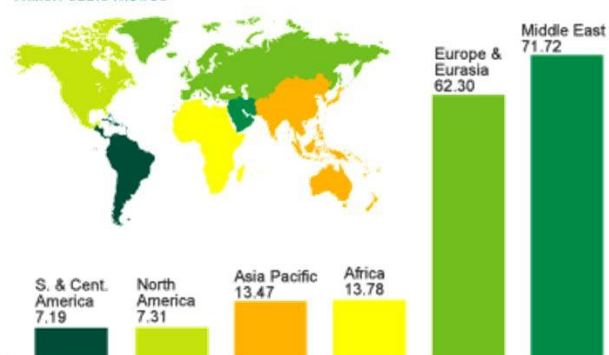 S. & Cent.
America
7.19
North
America
7.31
Asia Pacific
13.47
Africa
13.78
Europe &
Eurasia
62.30
Middle East
71.72